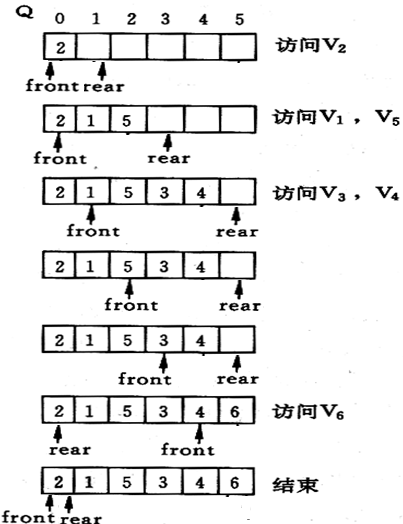 Q 0 1 2 3 4 5
2 访问V₂
front rear
2 1 5 访问V₁，V₅
front rear
2 1 5 3 4 访问V₃，V₄
front rear
2 1 5 3 4
front rear
2 1 5 3 4
front rear
2 1 5 3 4 6 访问V₆
rear front
2 1 5 3 4 6 结束
front rear